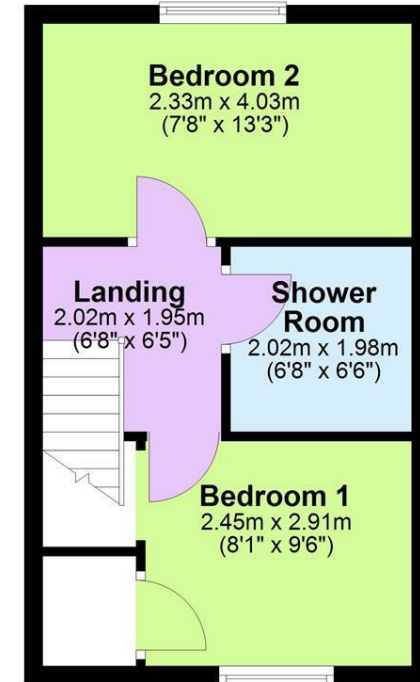 Bedroom 2
2.33m x 4.03m
(7'8" x 13'3")
Landing
2.02m x 1.95m
(6'8" x 6'5")
Shower
Room
2.02m x 1.98m
(6'8" x 6'6")
Bedroom 1
2.45m x 2.91m
(8'1" x 9'6")